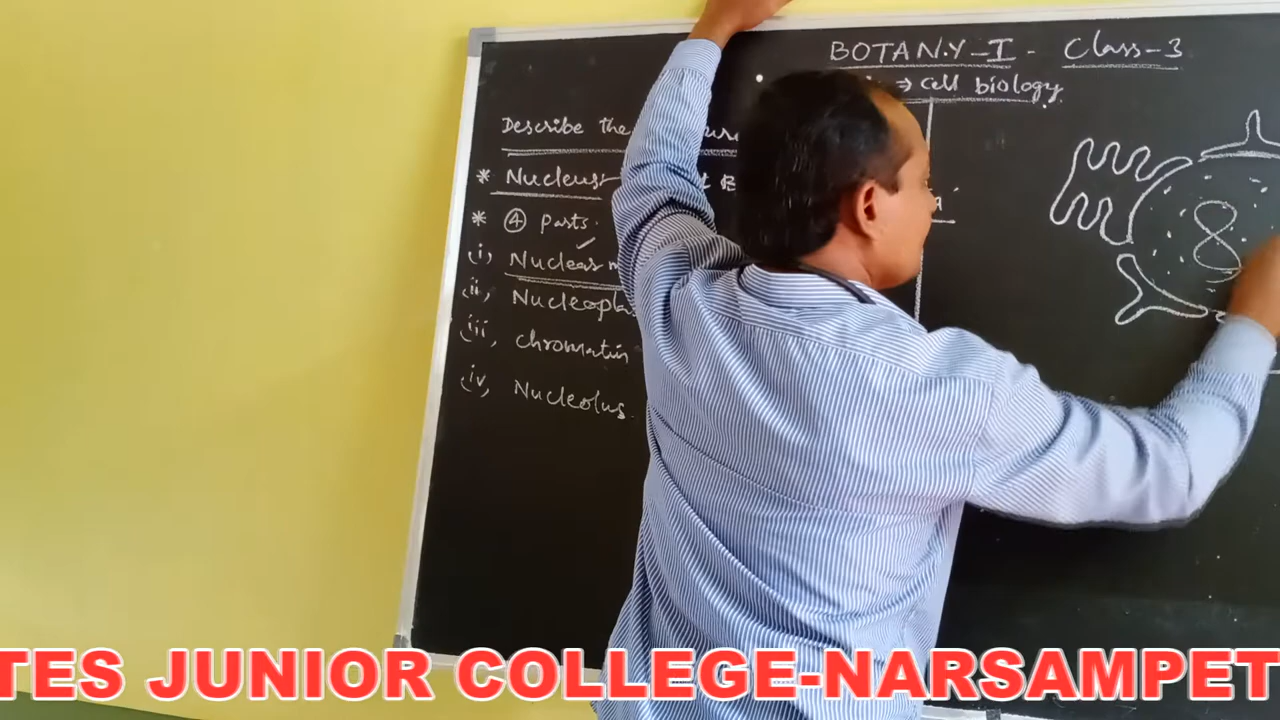 BOTANY-I - Class-3
→ cell biology
Describe the
* Nucleus:
* ④ parts.
i) Nuclear
ii, Nucleopla
iii, chromatin
iv, Nucleolus.
TES JUNIOR COLLEGE-NARSAMPET